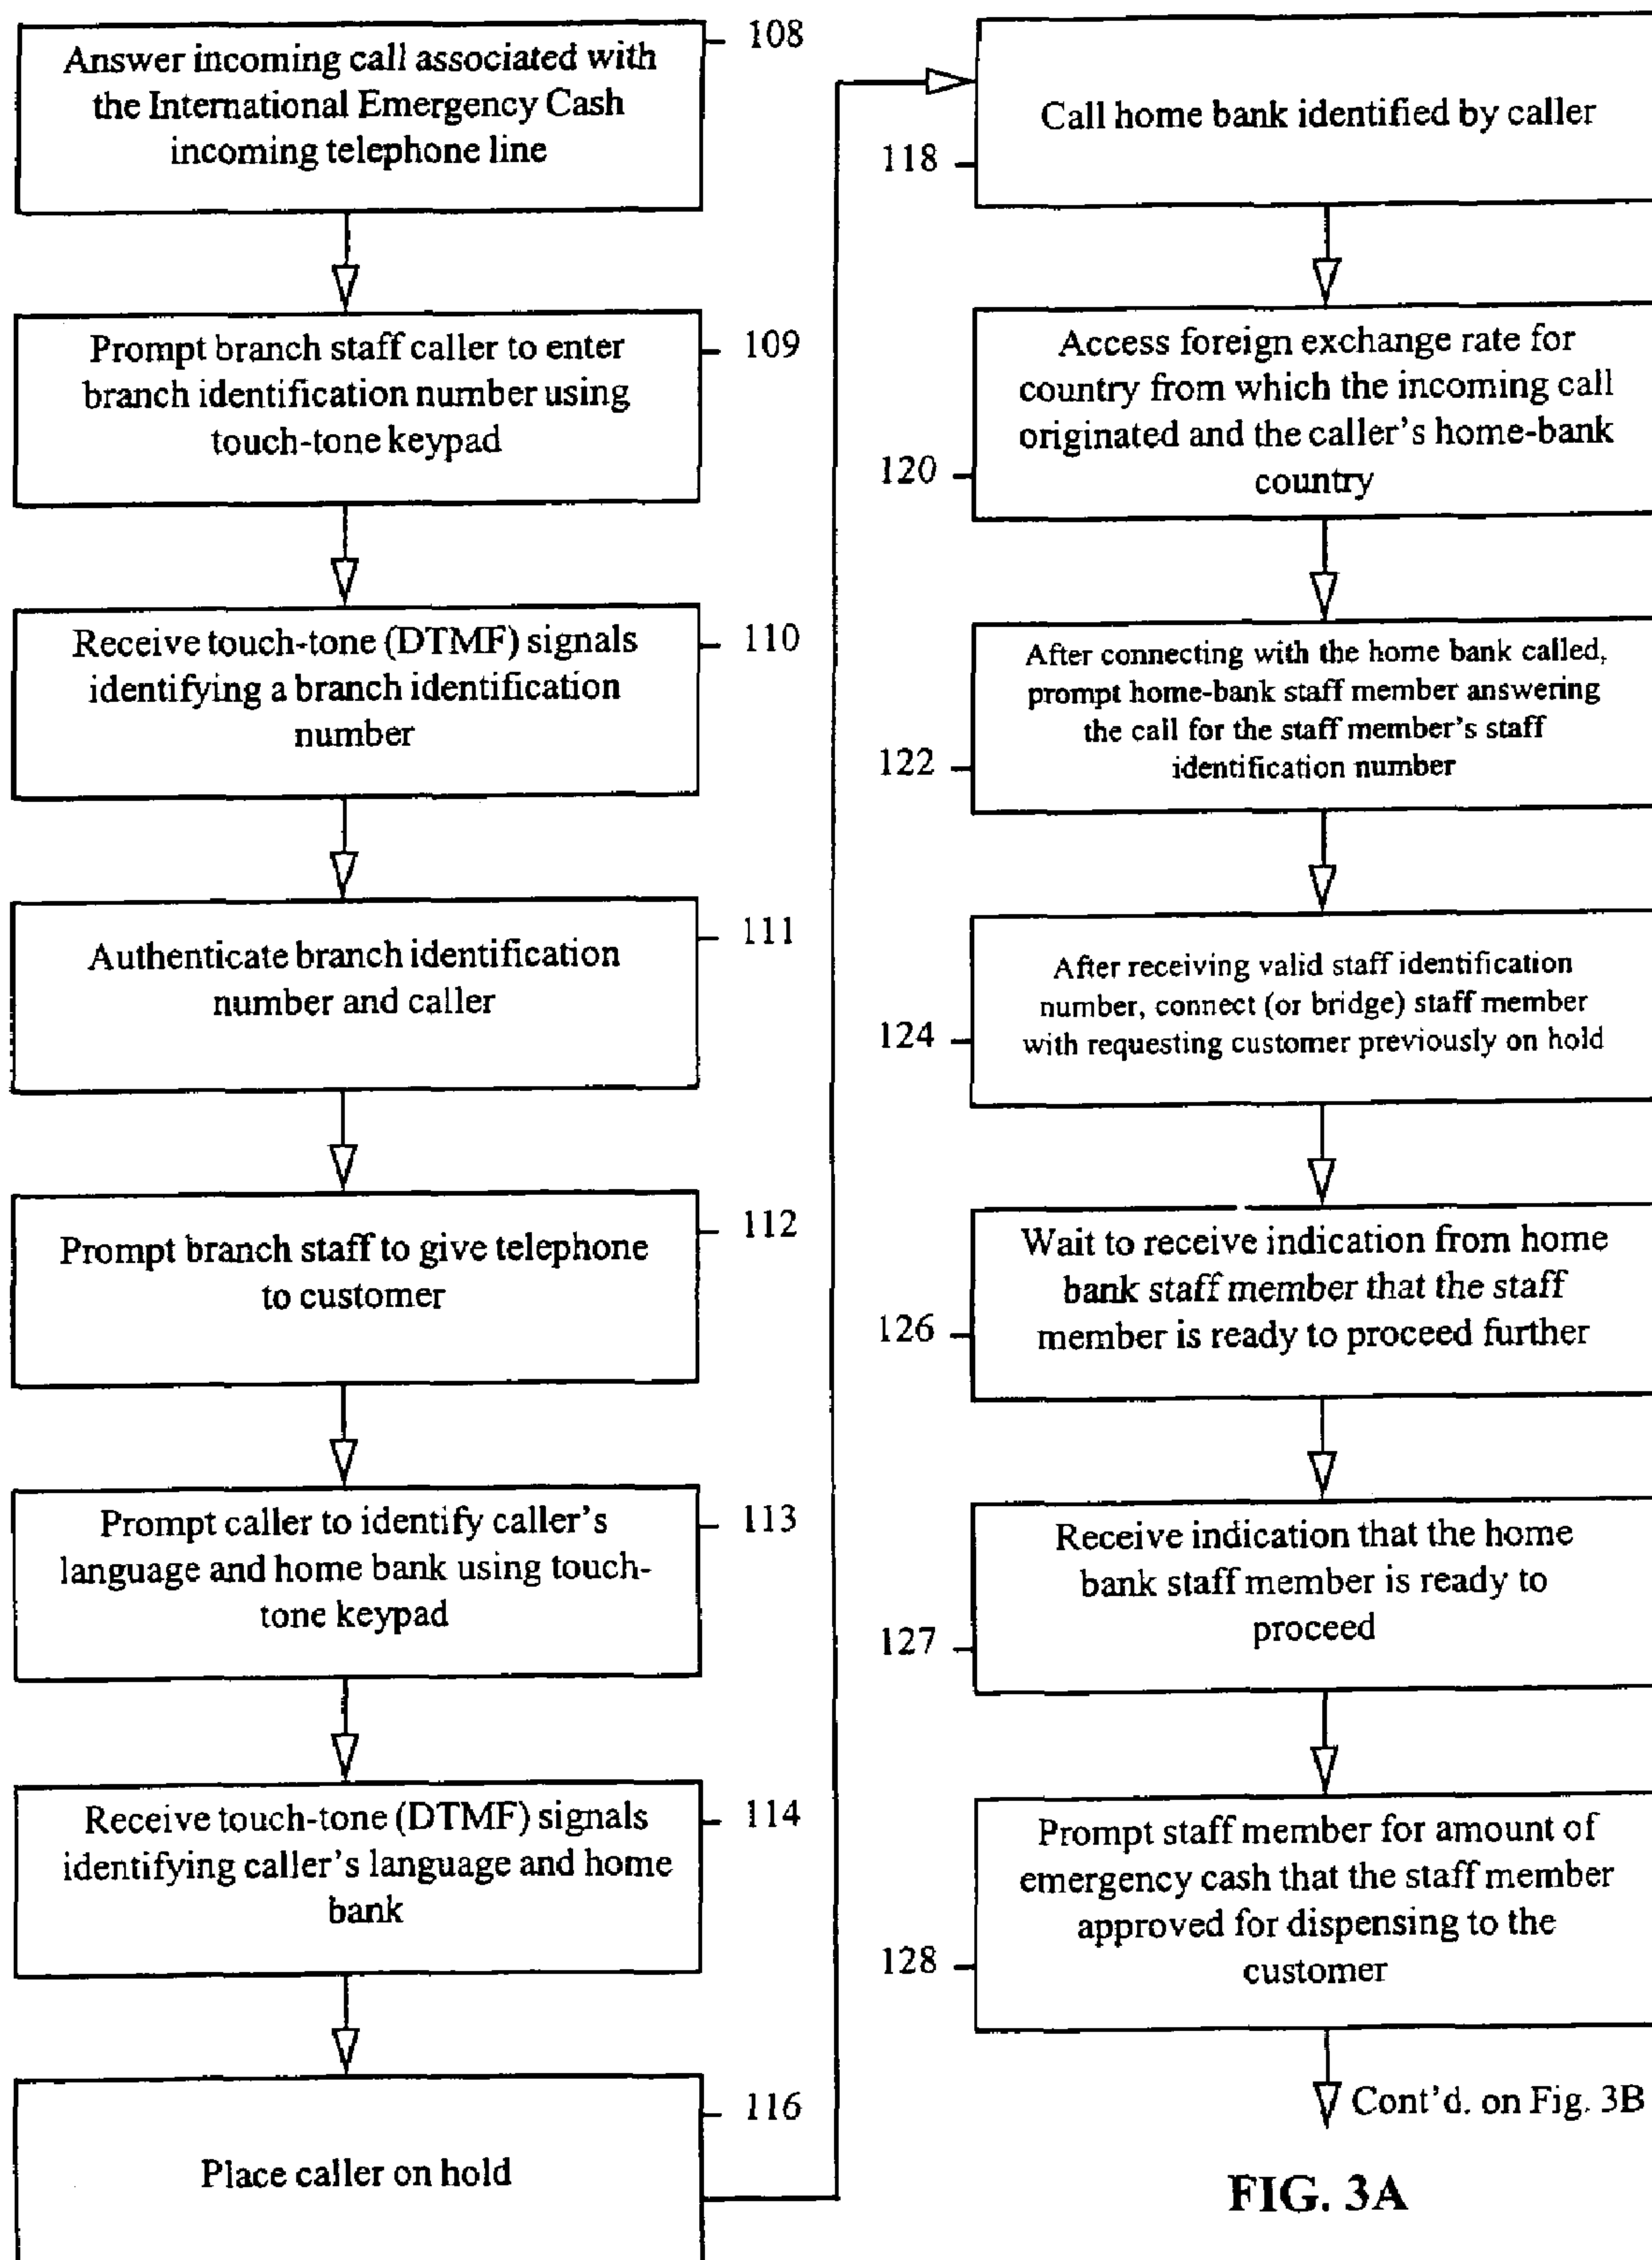 Answer incoming call associated with
the International Emergency Cash
incoming telephone line
108
Prompt branch staff caller to enter
branch identification number using
touch-tone keypad
109
Receive touch-tone (DTMF) signals
identifying a branch identification
number
110
Authenticate branch identification
number and caller
111
Prompt branch staff to give telephone
to customer
112
Prompt caller to identify caller's
language and home bank using touch-
tone keypad
113
Receive touch-tone (DTMF) signals
identifying caller's language and home
bank
114
Place caller on hold
116
Call home bank identified by caller
118
Access foreign exchange rate for
country from which the incoming call
originated and the caller's home-bank
country
120
After connecting with the home bank called,
prompt home-bank staff member answering
the call for the staff member's staff
identification number
122
After receiving valid staff identification
number, connect (or bridge) staff member
with requesting customer previously on hold
124
Wait to receive indication from home
bank staff member that the staff
member is ready to proceed further
126
Receive indication that the home
bank staff member is ready to
proceed
127
Prompt staff member for amount of
emergency cash that the staff member
approved for dispensing to the
customer
128
Cont'd. on Fig. 3B
FIG. 3A